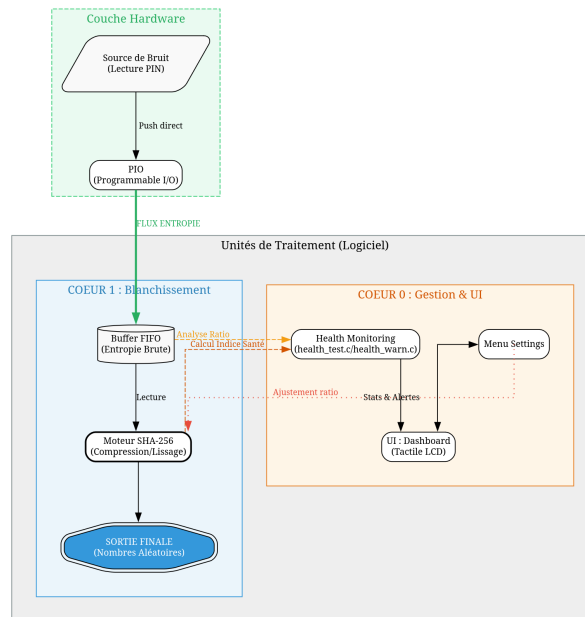 Couche Hardware
Source de Bruit
(Lecture PIN)
Push direct
PIO
(Programmable I/O)
FLUX ENTROPIE
Unités de Traitement (Logiciel)
COEUR 1 : Blanchissement
COEUR 0 : Gestion & UI
Buffer FIFO
(Entropie Brute)
Analyse Ratio
Calcul Indice Santé
Health Monitoring
(health_test.c/health_warn.c)
Menu Settings
Lecture
Ajustement ratio
Stats & Alertes
Moteur SHA-256
(Compression/Lissage)
UI : Dashboard
(Tactile LCD)
SORTIE FINALE
(Nombres Aléatoires)